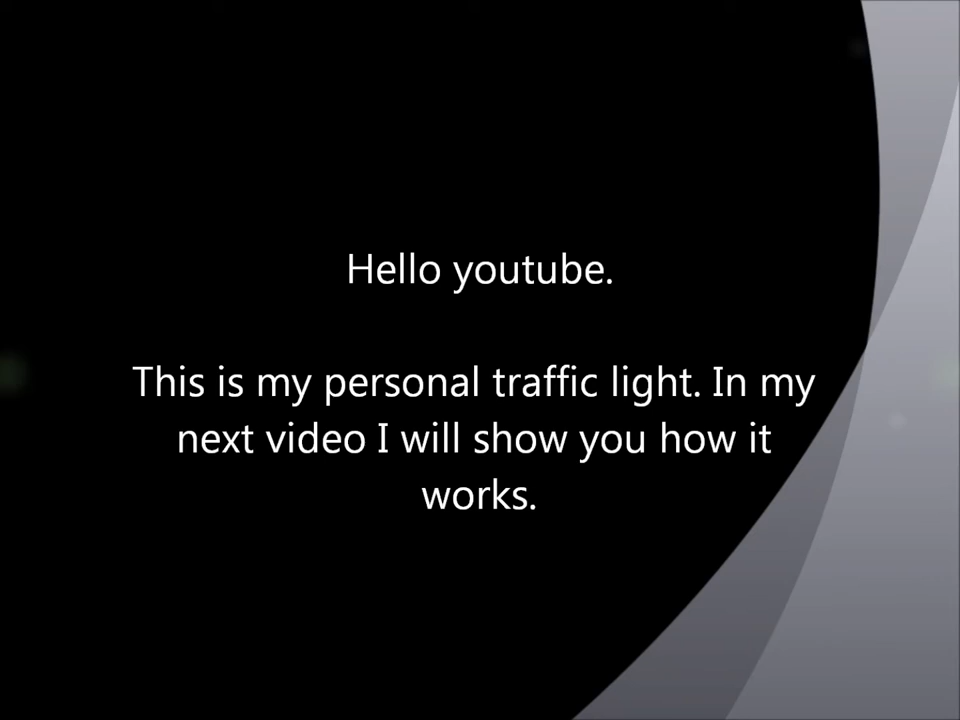 Hello youtube.
This is my personal traffic light. In my
next video I will show you how it
works.